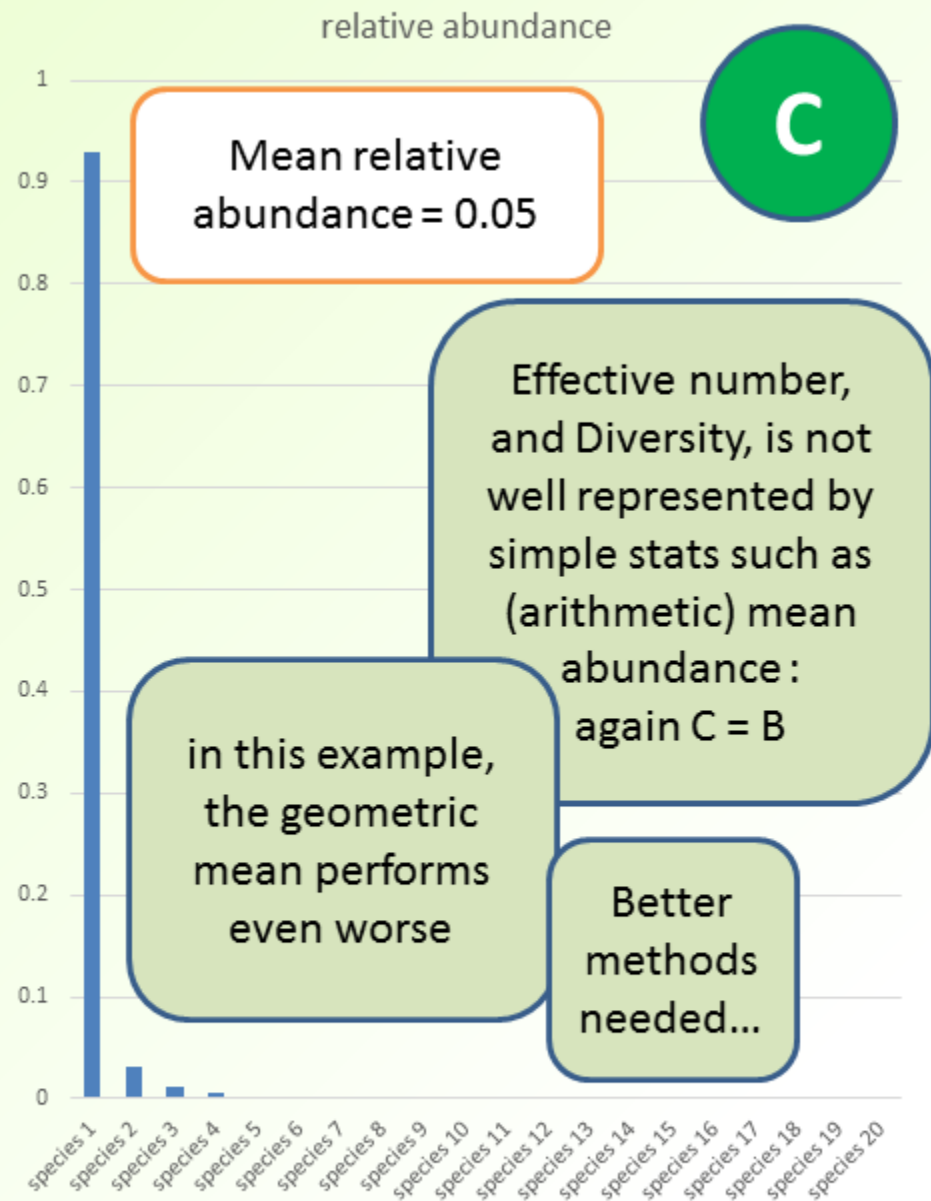 relative abundance
C
1
0.9
0.8
0.7
0.6
0.5
0.4
0.3
0.2
0.1
0
Mean relative
abundance = 0.05
Effective number,
and Diversity, is not
well represented by
simple stats such as
(arithmetic) mean
abundance :
again C = B
in this example,
the geometric
mean performs
even worse
Better
methods
needed...
species 1
species 2
species 3
species 4
species 5
species 6
species 7
species 8
species 9
species 10
species 11
species 12
species 13
species 14
species 15
species 16
species 17
species 18
species 19
species 20